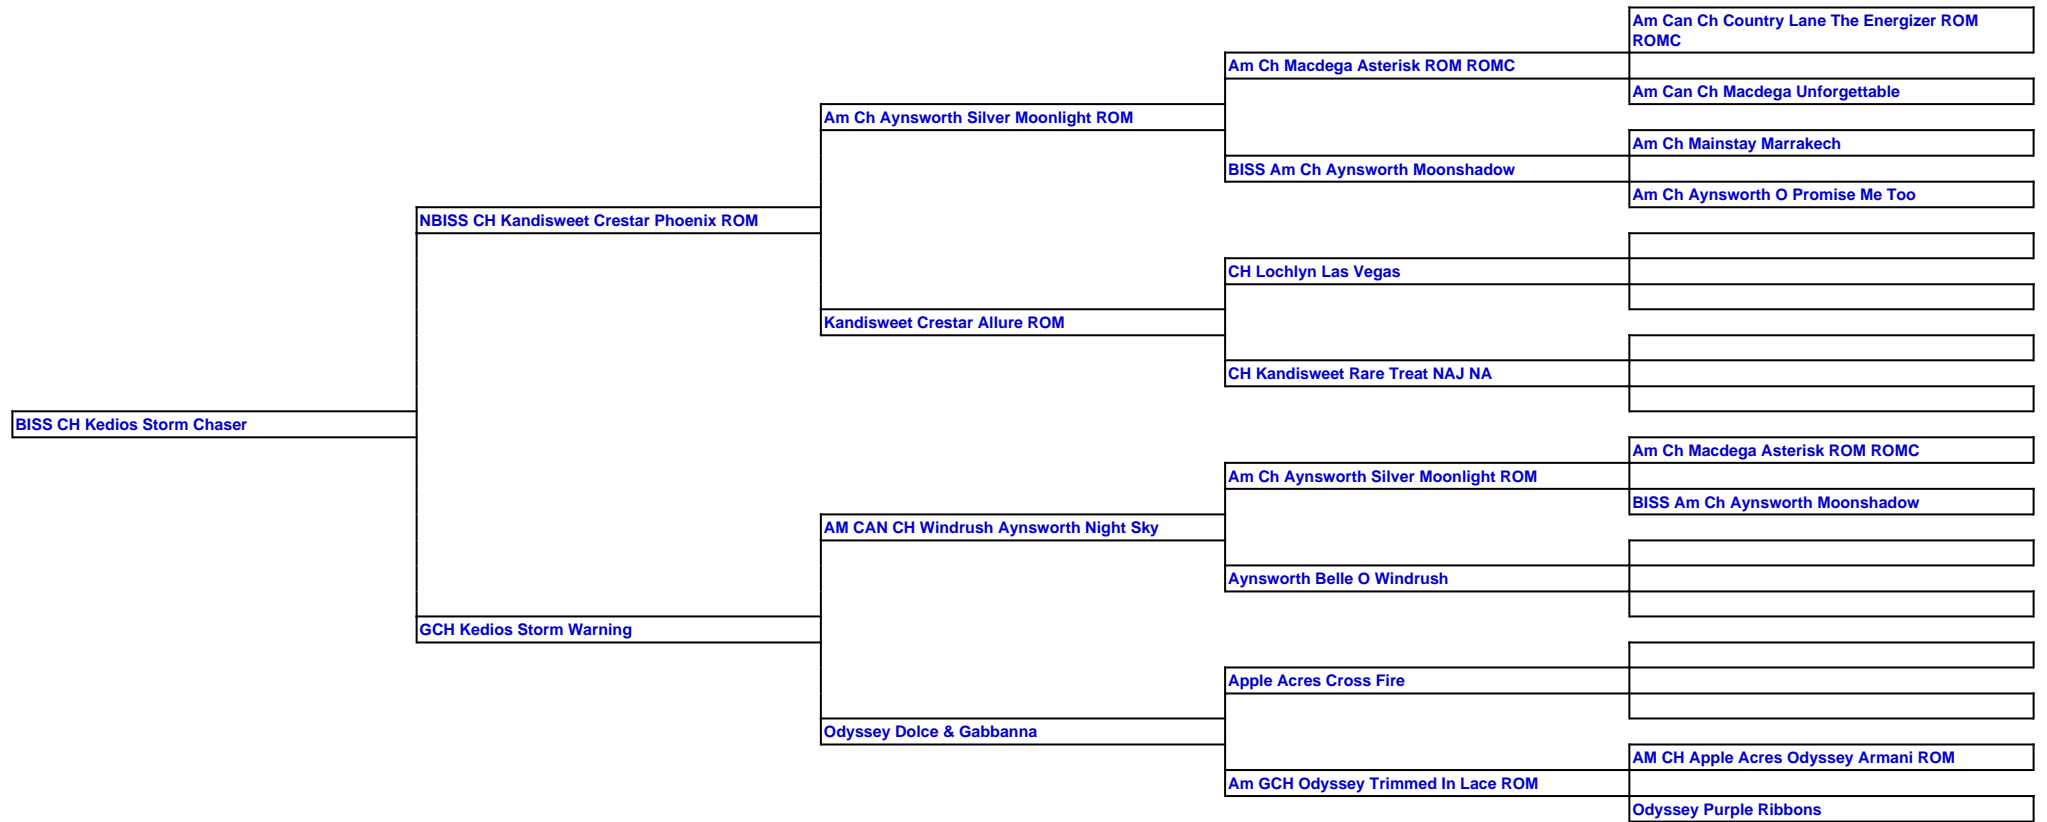 Am Can Ch Country Lane The Energizer ROM
ROMC
Am Ch Macdega Asterisk ROM ROMC
Am Can Ch Macdega Unforgettable
Am Ch Aynsworth Silver Moonlight ROM
Am Ch Mainstay Marrakech
BISS Am Ch Aynsworth Moonshadow
Am Ch Aynsworth O Promise Me Too
NBISS CH Kandisweet Crestar Phoenix ROM
CH Lochlyn Las Vegas
Kandisweet Crestar Allure ROM
CH Kandisweet Rare Treat NAJ NA
BISS CH Kedios Storm Chaser
Am Ch Macdega Asterisk ROM ROMC
Am Ch Aynsworth Silver Moonlight ROM
BISS Am Ch Aynsworth Moonshadow
AM CAN CH Windrush Aynsworth Night Sky
Aynsworth Belle O Windrush
GCH Kedios Storm Warning
Apple Acres Cross Fire
Odyssey Dolce & Gabbanna
AM CH Apple Acres Odyssey Armani ROM
Am GCH Odyssey Trimmed In Lace ROM
Odyssey Purple Ribbons